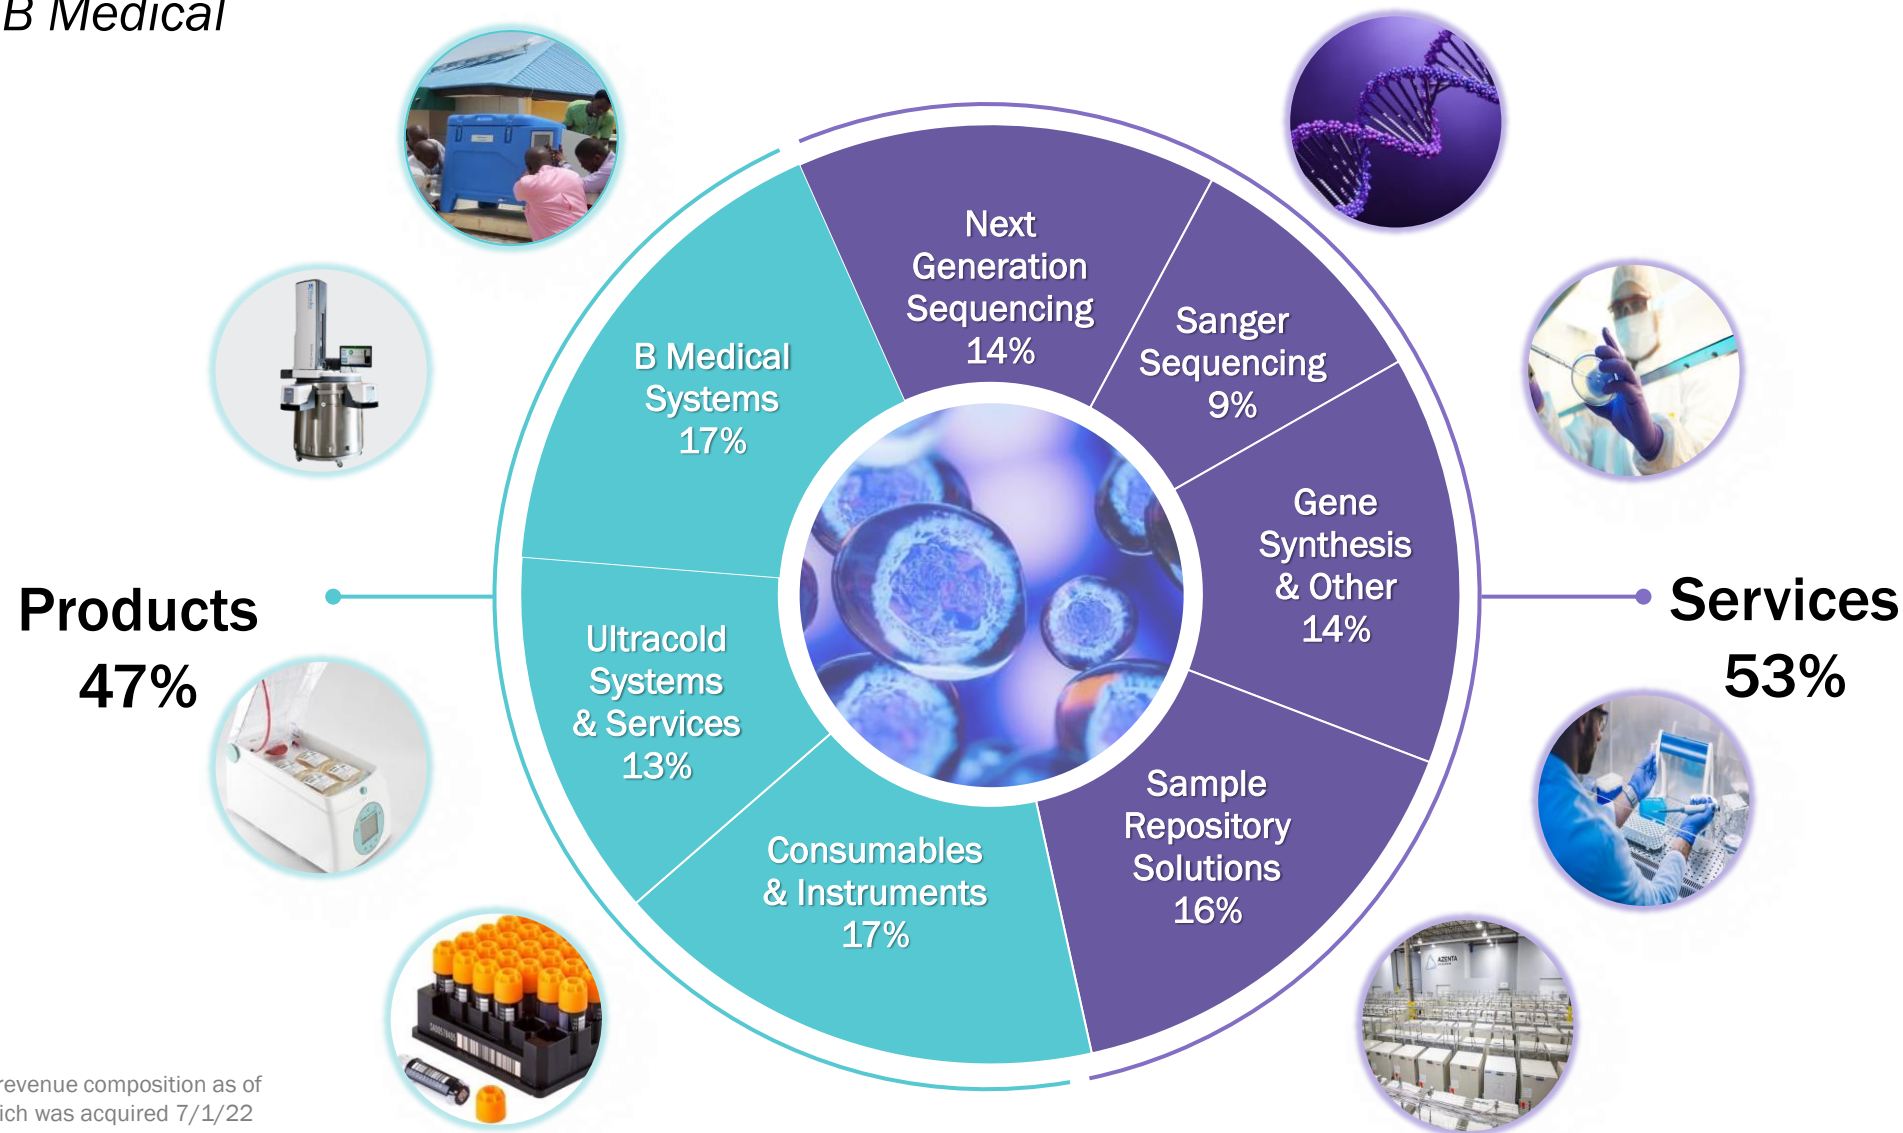 B Medical
Next
Generation
Sequencing
14%
Sanger
Sequencing
9%
B Medical
Systems
17%
Gene
Synthesis
& Other
14%
Products
47%
Services
53%
Ultracold
Systems
& Services
13%
Sample
Repository
Solutions
16%
Consumables
& Instruments
17%
AZENTA
revenue composition as of
ich was acquired 7/1/22